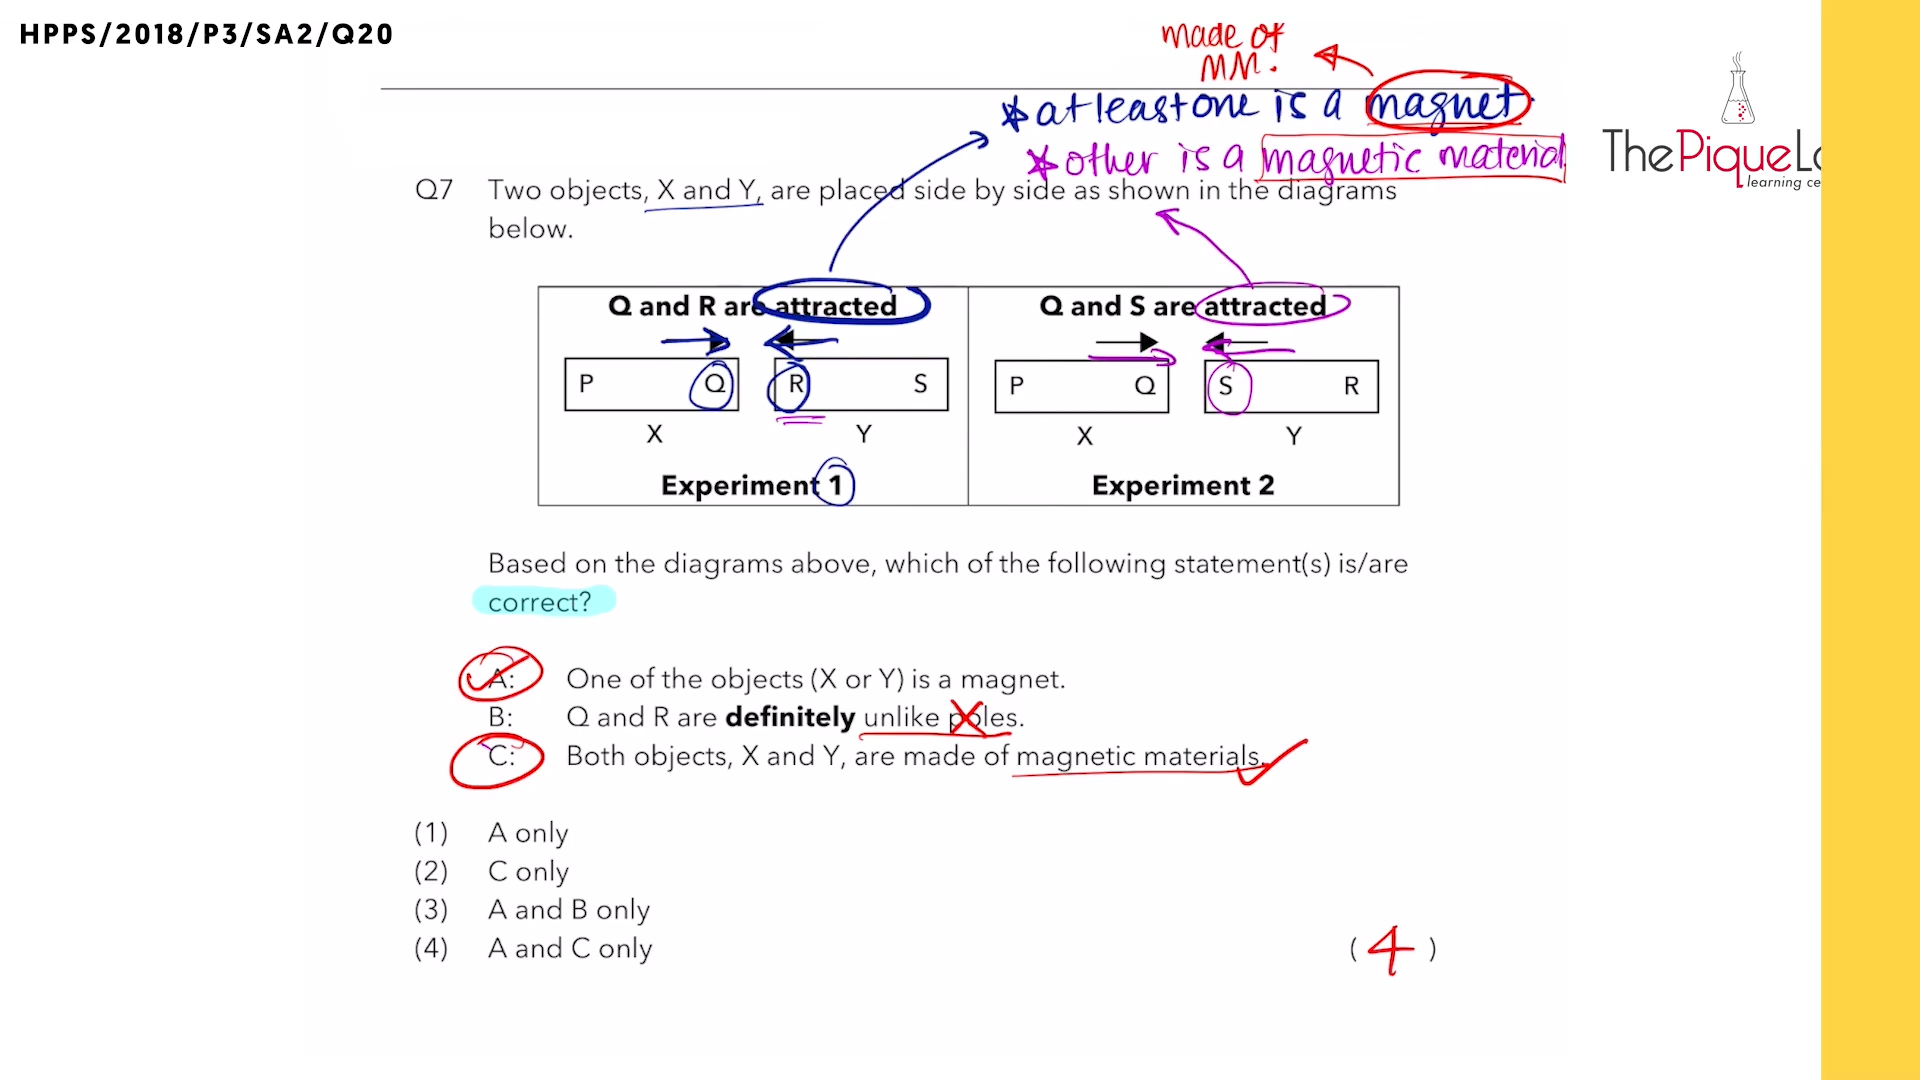 HPPS/2018/P3/SA2/Q20
made of
MM.
* at least one is a magnet.
* other is a magnetic material
ThePiqueL
learning ce
Q7 Two objects, X and Y, are placed side by side as shown in the diagrams
below.
Q and R are attracted
P Q R S
X Y
Experiment 1
Q and S are attracted
P Q S R
X Y
Experiment 2
Based on the diagrams above, which of the following statement(s) is/are
correct?
A: One of the objects (X or Y) is a magnet.
B: Q and R are definitely unlike poles.
C: Both objects, X and Y, are made of magnetic materials.
(1) A only
(2) C only
(3) A and B only
(4) A and C only
( 4 )